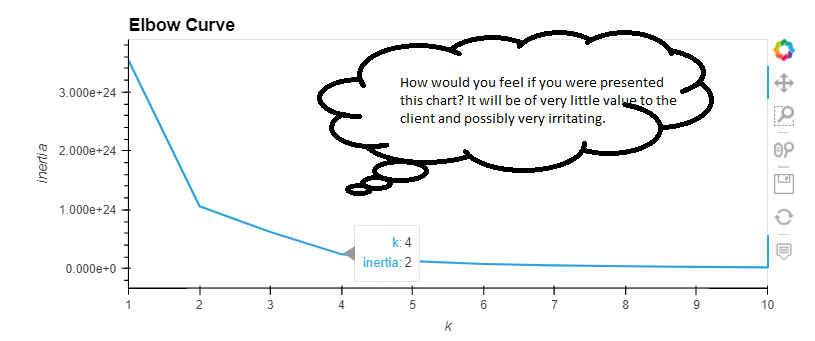 Elbow Curve
How would you feel if you were presented
this chart? It will be of very little value to the
client and possibly very irritating.
3.000e+24
2.000e+24
1.000e+24
0.000e+0
inertia
k: 4
inertia: 2
1 2 3 4 5 6 7 8 9 10
k